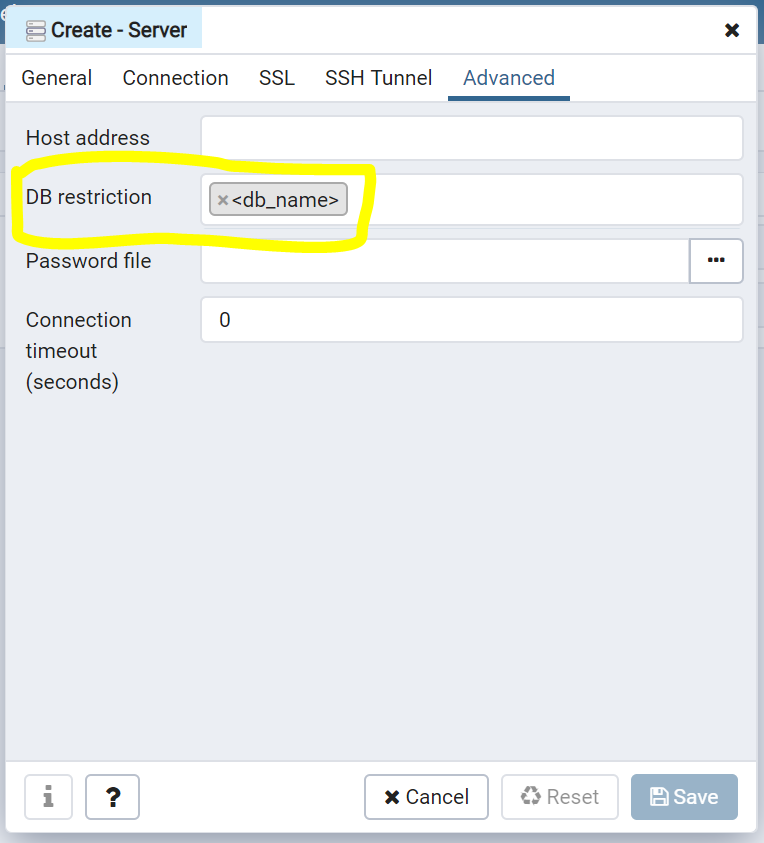 Create - Server
General Connection SSL SSH Tunnel Advanced
Host address
DB restriction ×<db_name>
Password file ...
Connection timeout (seconds) 0
i ? Cancel Reset Save